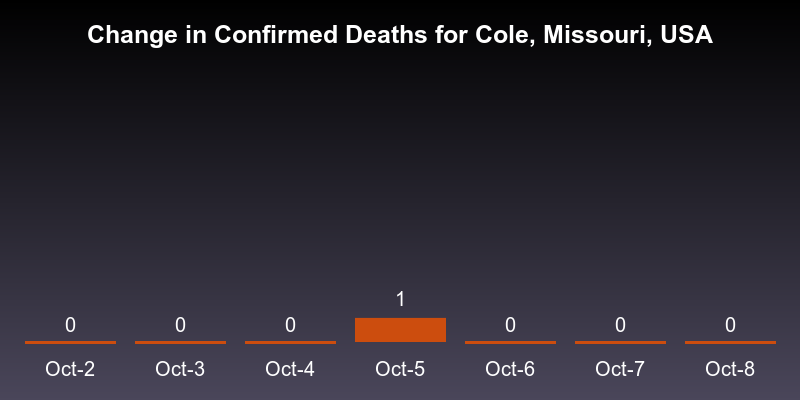 Change in Confirmed Deaths for Cole, Missouri, USA
1
0 0 0 0 0 0
Oct-2 Oct-3 Oct-4 Oct-5 Oct-6 Oct-7 Oct-8